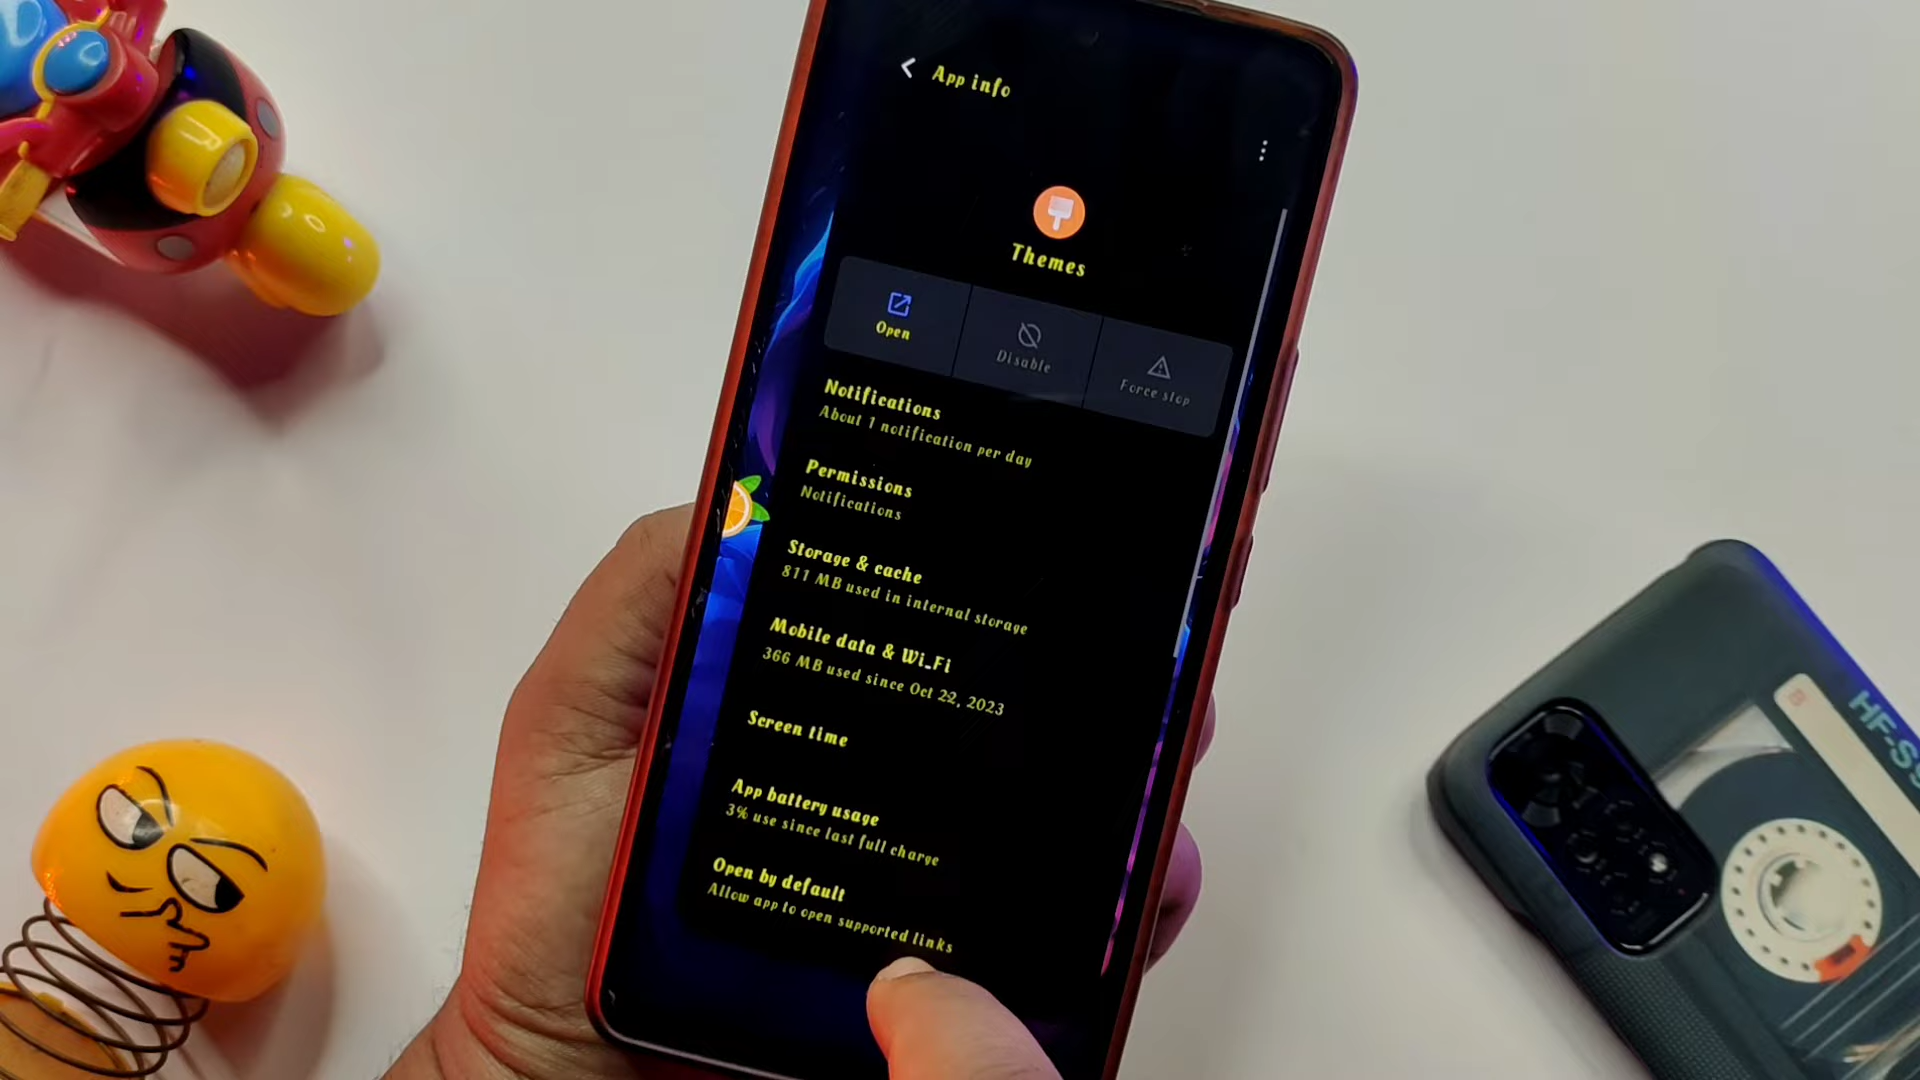 App info
Themes
Open
Disable
Force stop
Notifications
About 1 notification per day
Permissions
Notifications
Storage & cache
811 MB used in internal storage
Mobile data & Wi-Fi
366 MB used since Oct 22, 2023
Screen time
App battery usage
3% use since last full charge
Open by default
Allow app to open supported links
B